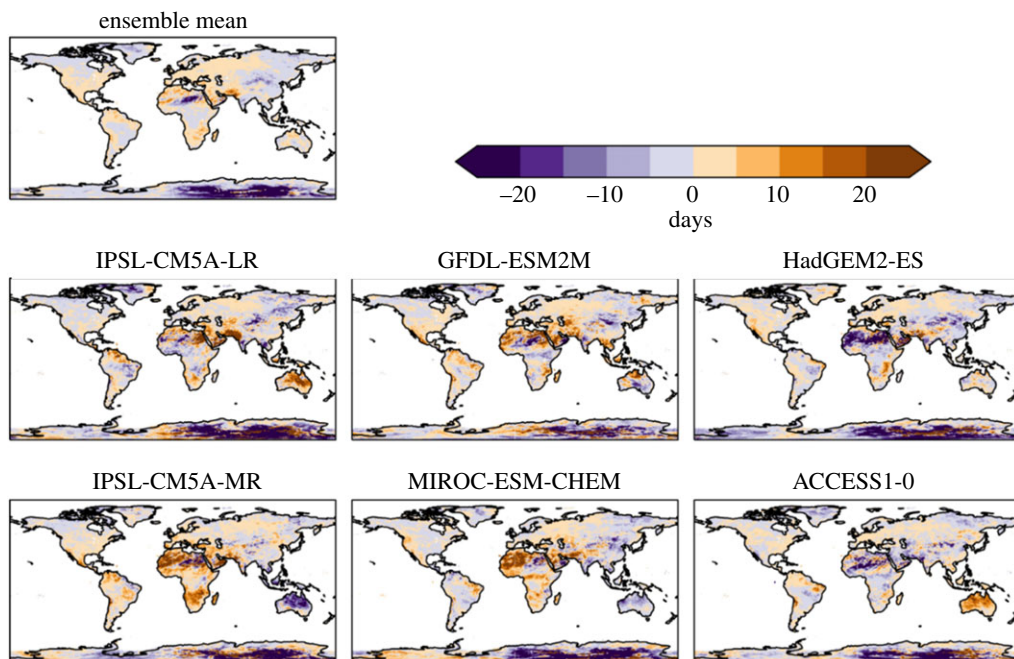 ensemble mean
−20 −10 0 10 20
days
IPSL-CM5A-LR GFDL-ESM2M HadGEM2-ES
IPSL-CM5A-MR MIROC-ESM-CHEM ACCESS1-0